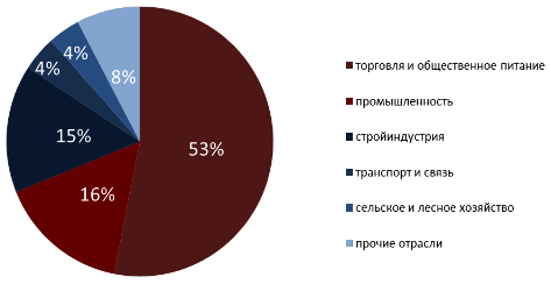 4%
4%
8%
15%
53%
16%
торговля и общественное питание
промышленность
стройиндустрия
транспорт и связь
сельское и лесное хозяйство
прочие отрасли